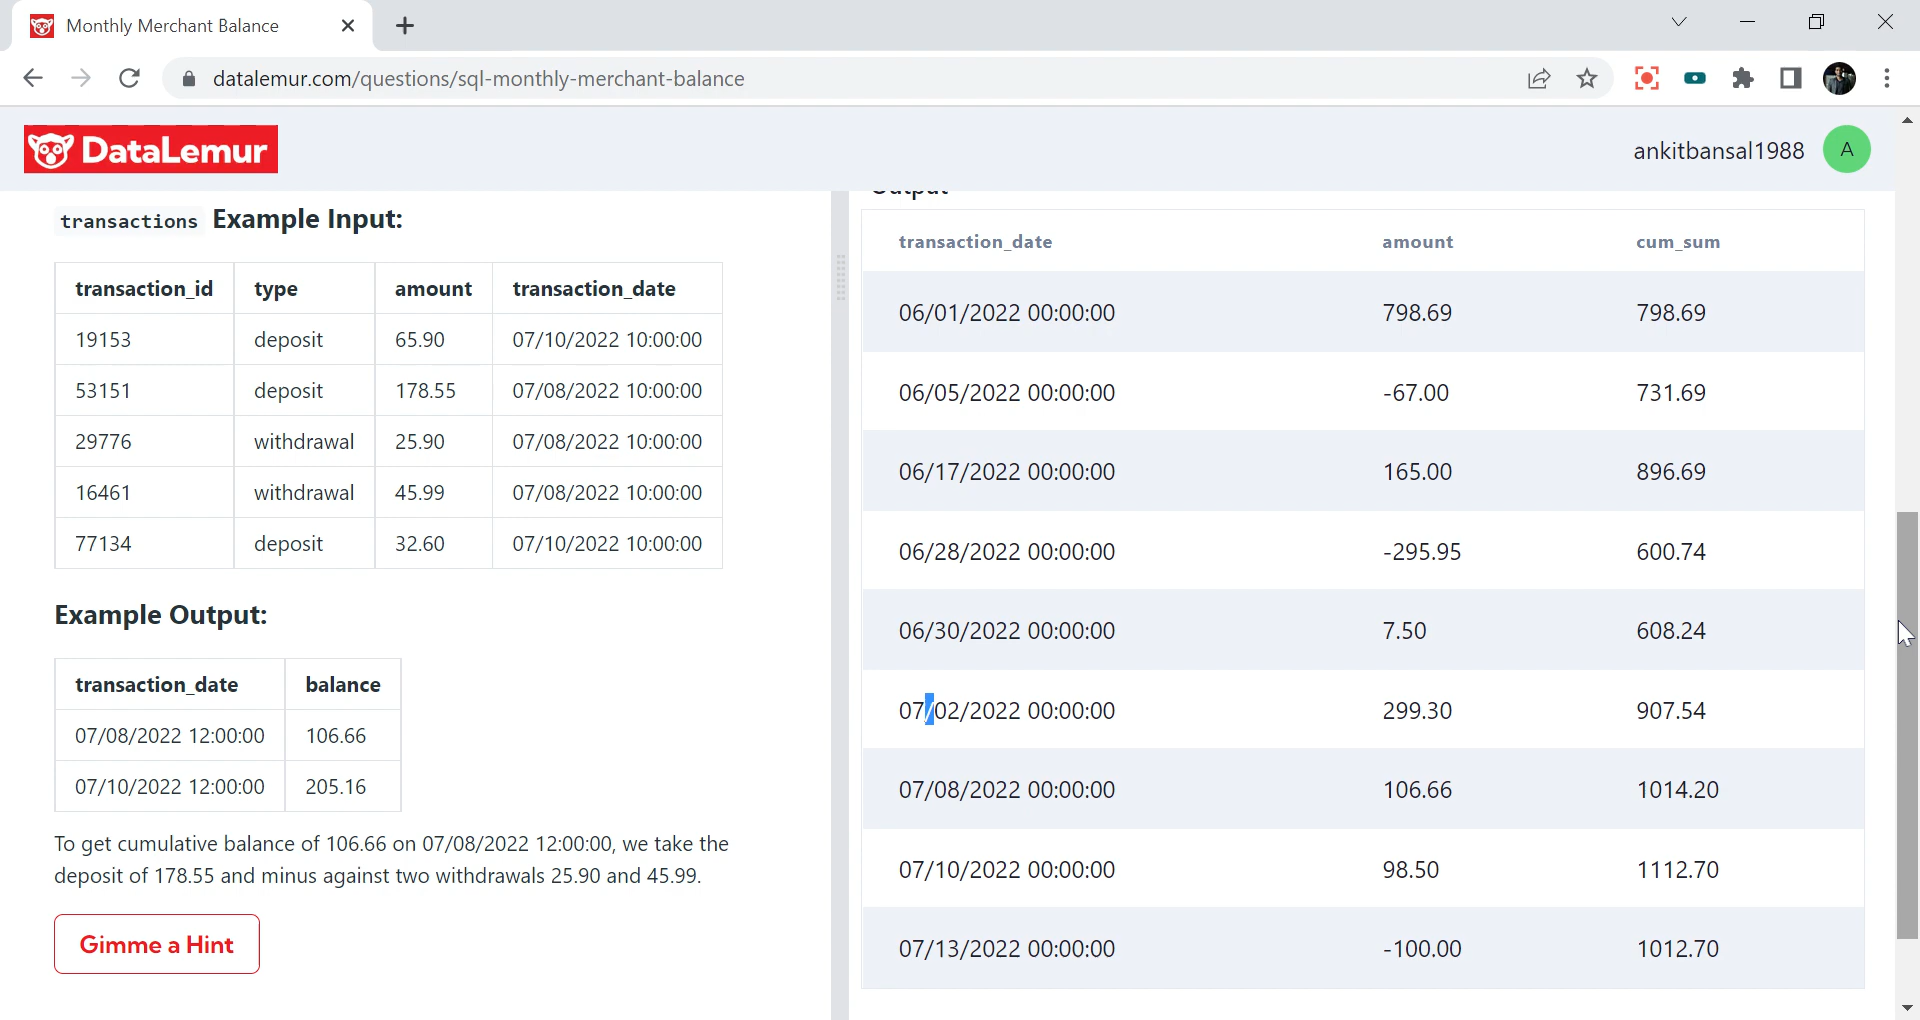 Monthly Merchant Balance
datalemur.com/questions/sql-monthly-merchant-balance
DataLemur
ankitbansal1988 A
transactions Example Input:
transaction_id type amount transaction_date
19153 deposit 65.90 07/10/2022 10:00:00
53151 deposit 178.55 07/08/2022 10:00:00
29776 withdrawal 25.90 07/08/2022 10:00:00
16461 withdrawal 45.99 07/08/2022 10:00:00
77134 deposit 32.60 07/10/2022 10:00:00
Example Output:
transaction_date balance
07/08/2022 12:00:00 106.66
07/10/2022 12:00:00 205.16
To get cumulative balance of 106.66 on 07/08/2022 12:00:00, we take the
deposit of 178.55 and minus against two withdrawals 25.90 and 45.99.
Gimme a Hint
Output
transaction_date amount cum_sum
06/01/2022 00:00:00 798.69 798.69
06/05/2022 00:00:00 -67.00 731.69
06/17/2022 00:00:00 165.00 896.69
06/28/2022 00:00:00 -295.95 600.74
06/30/2022 00:00:00 7.50 608.24
07/02/2022 00:00:00 299.30 907.54
07/08/2022 00:00:00 106.66 1014.20
07/10/2022 00:00:00 98.50 1112.70
07/13/2022 00:00:00 -100.00 1012.70